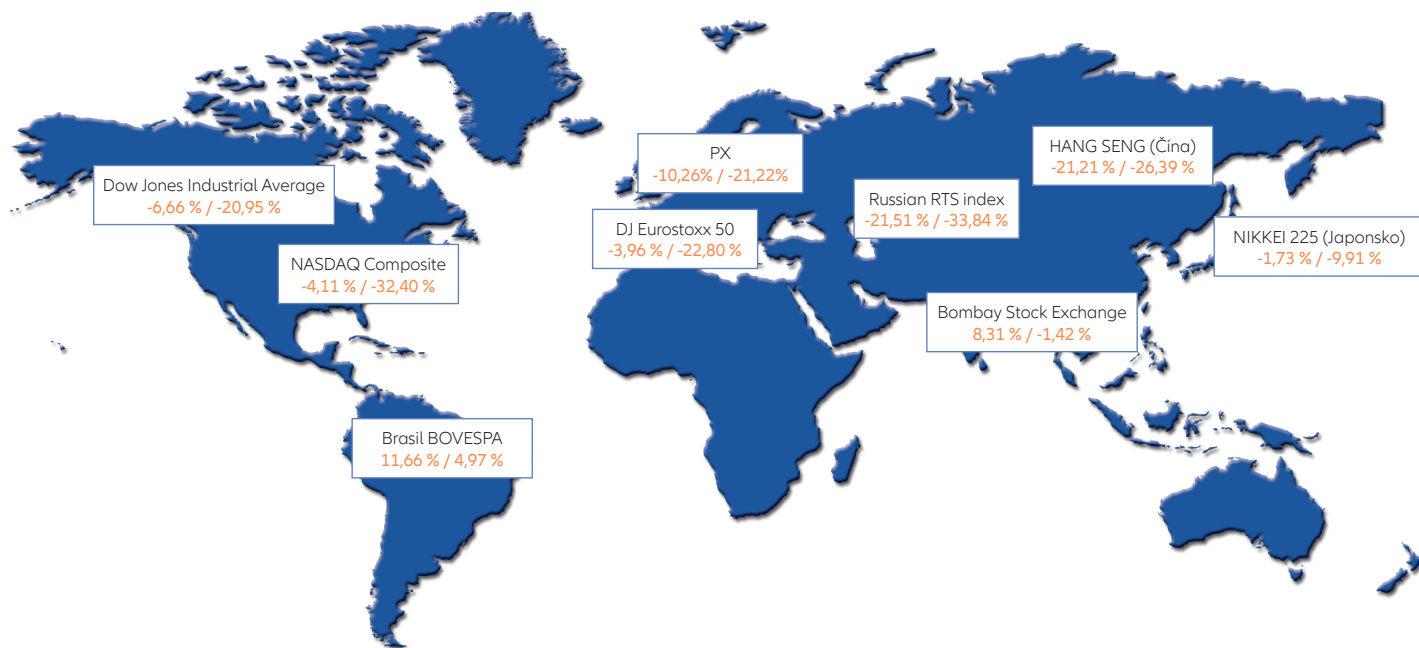 PX
-10,26% / -21,22%
HANG SENG (Čína)
-21,21 % / -26,39 %
Dow Jones Industrial Average
-6,66 % / -20,95 %
Russian RTS index
-21,51 % / -33,84 %
DJ Eurostoxx 50
-3,96 % / -22,80 %
NIKKEI 225 (Japonsko)
-1,73 % / -9,91 %
NASDAQ Composite
-4,11 % / -32,40 %
Bombay Stock Exchange
8,31 % / -1,42 %
Brasil BOVESPA
11,66 % / 4,97 %